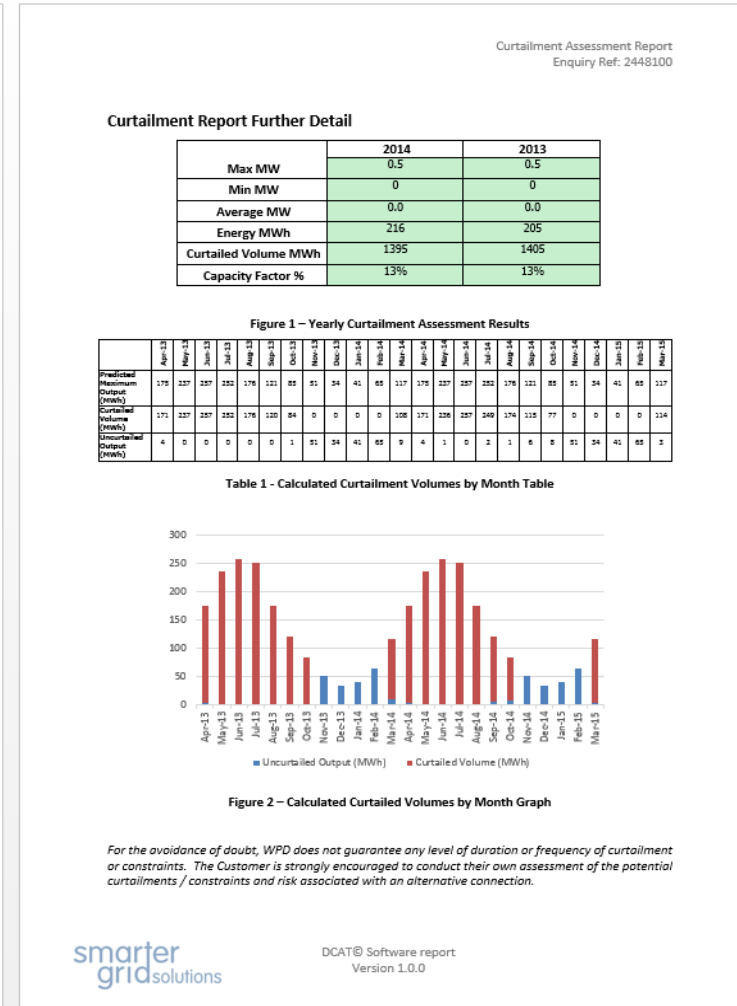 Curtailment Assessment Report
Enquiry Ref: 2448100
Curtailment Report Further Detail
2014 2013
Max MW 0.5 0.5
Min MW 0 0
Average MW 0.0 0.0
Energy MWh 216 205
Curtailed Volume MWh 1395 1405
Capacity Factor % 13% 13%
Figure 1 – Yearly Curtailment Assessment Results
Apr-13 May-13 Jun-13 Jul-13 Aug-13 Sep-13 Oct-13 Nov-13 Dec-13 Jan-14 Feb-14 Mar-14 Apr-14 May-14 Jun-14 Jul-14 Aug-14 Sep-14 Oct-14 Nov-14 Dec-14 Jan-15 Feb-15 Mar-15
Predicted
Maximum
Output
(MWh)
175 237 257 252 176 121 85 51 34 41 65 117 175 237 257 252 176 121 85 51 34 41 65 117
Curtailed
Volume
(MWh)
171 237 257 252 176 120 84 0 0 0 0 108 171 236 257 249 174 115 77 0 0 0 0 114
Uncurtailed
Output
(MWh)
4 0 0 0 0 0 1 51 34 41 65 9 4 1 0 2 1 6 8 51 34 41 65 3
Table 1 - Calculated Curtailment Volumes by Month Table
300
250
200
150
100
50
0
Apr-13 May-13 Jun-13 Jul-13 Aug-13 Sep-13 Oct-13 Nov-13 Dec-13 Jan-14 Feb-14 Mar-14 Apr-14 May-14 Jun-14 Jul-14 Aug-14 Sep-14 Oct-14 Nov-14 Dec-14 Jan-15 Feb-15 Mar-15
Uncurtailed Output (MWh) Curtailed Volume (MWh)
Figure 2 – Calculated Curtailed Volumes by Month Graph
For the avoidance of doubt, WPD does not guarantee any level of duration or frequency of curtailment
or constraints. The Customer is strongly encouraged to conduct their own assessment of the potential
curtailments / constraints and risk associated with an alternative connection.
smarter
gridsolutions
DCAT© Software report
Version 1.0.0